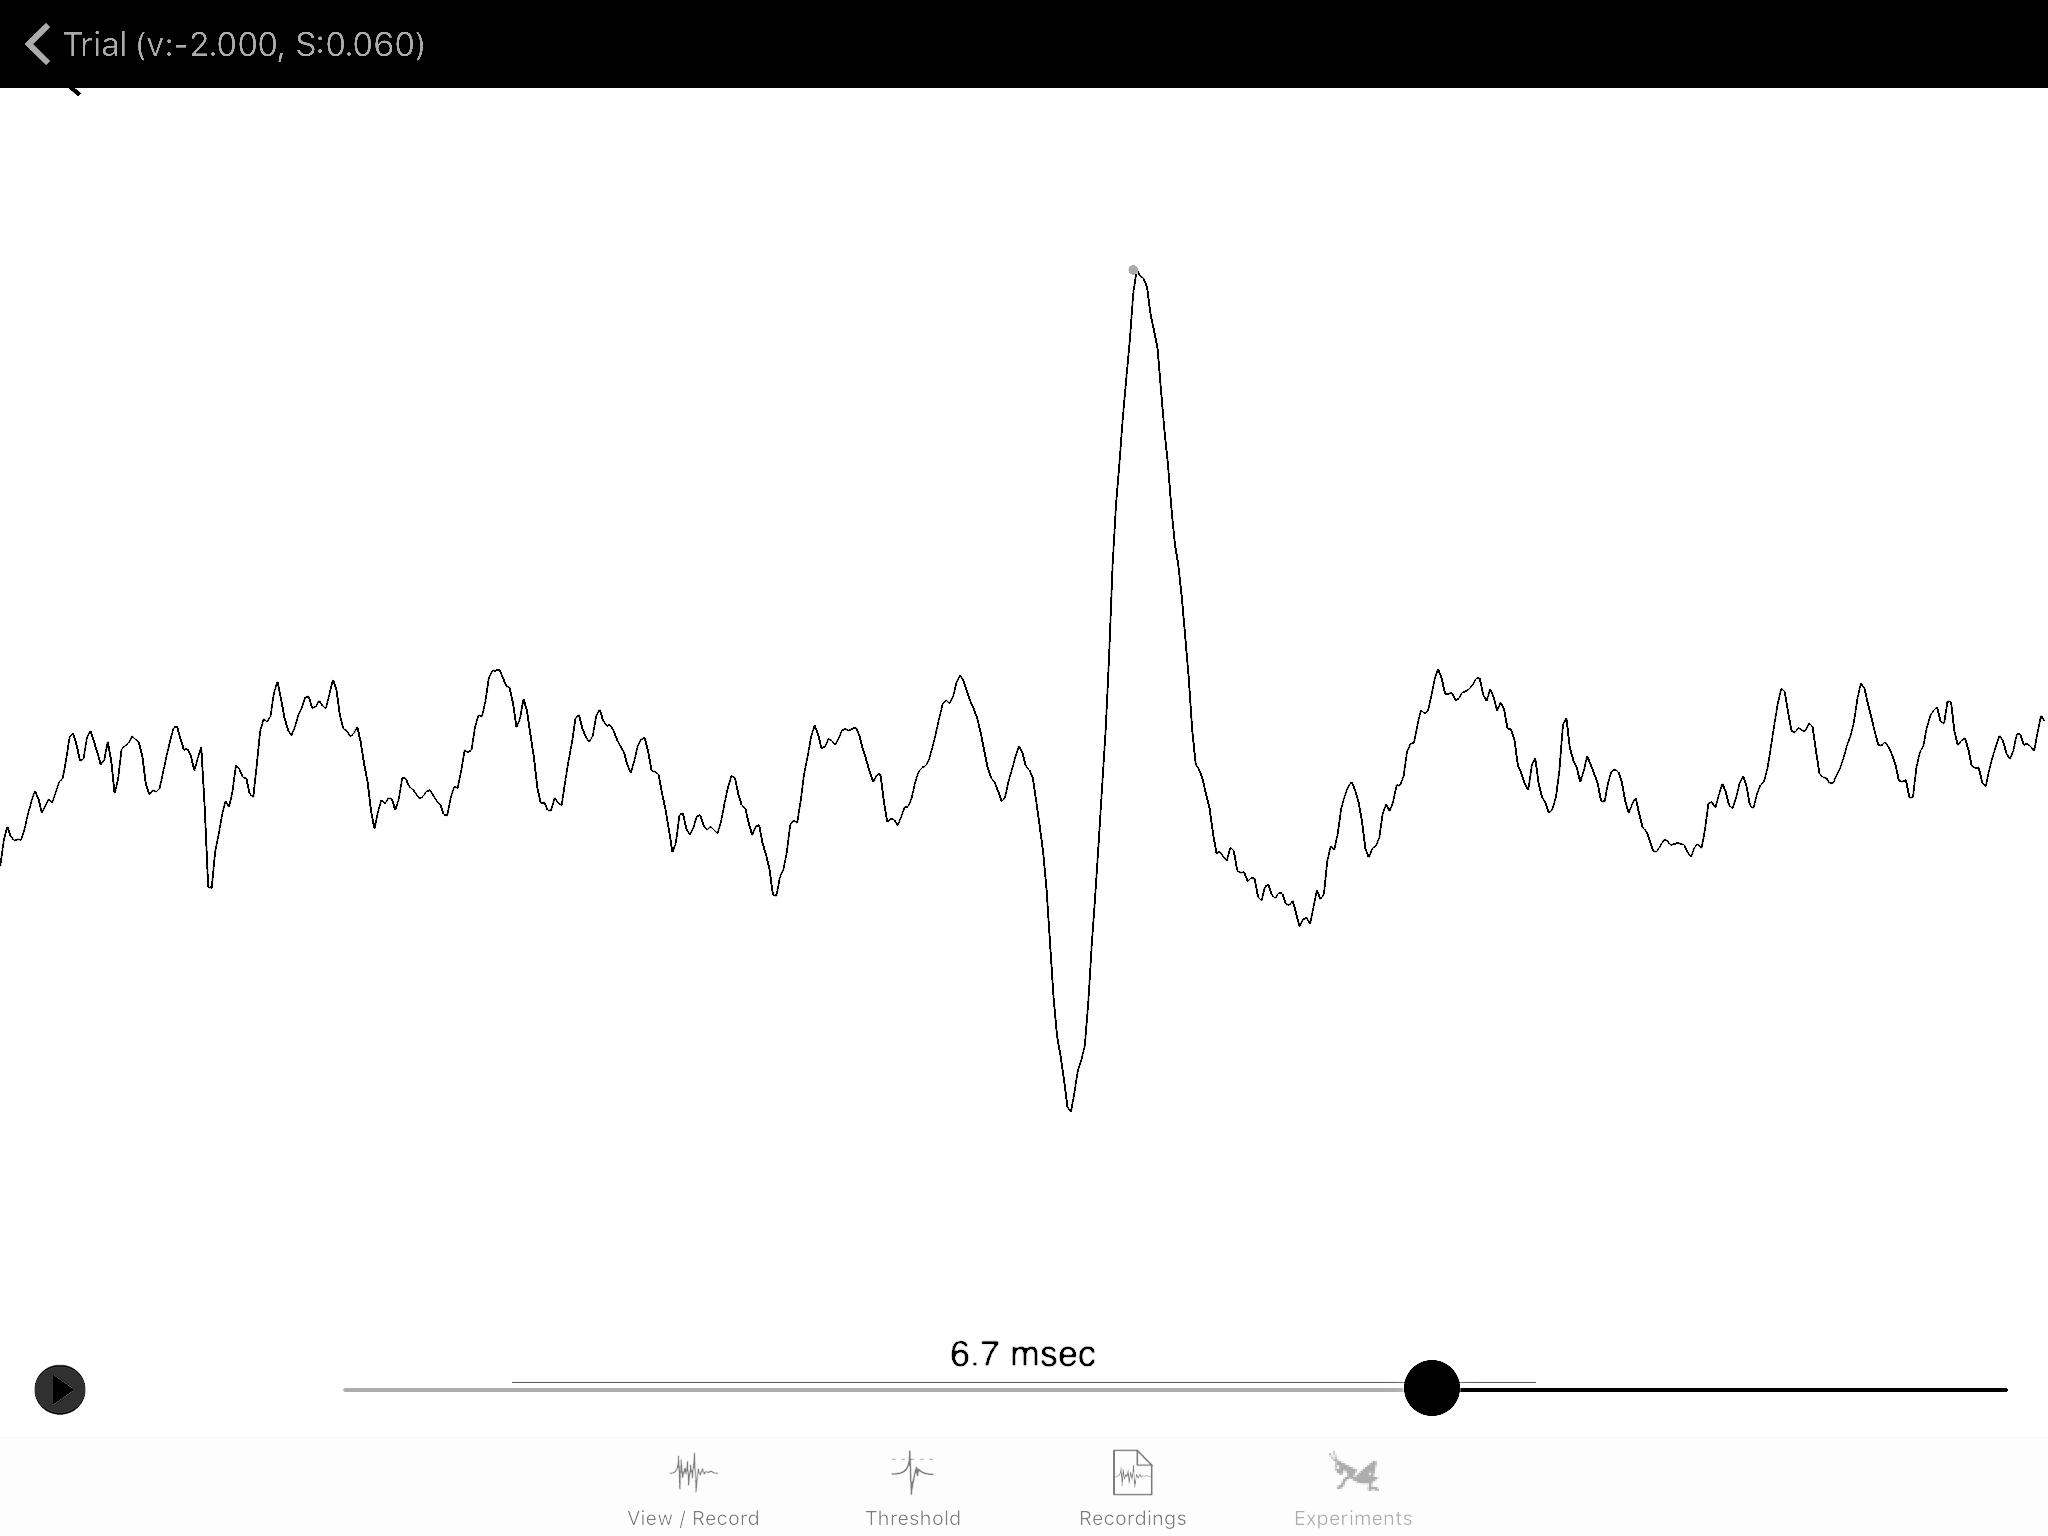 Trial (v:-2.000, S:0.060)
6.7 msec
View / Record
Threshold
Recordings
Experiments